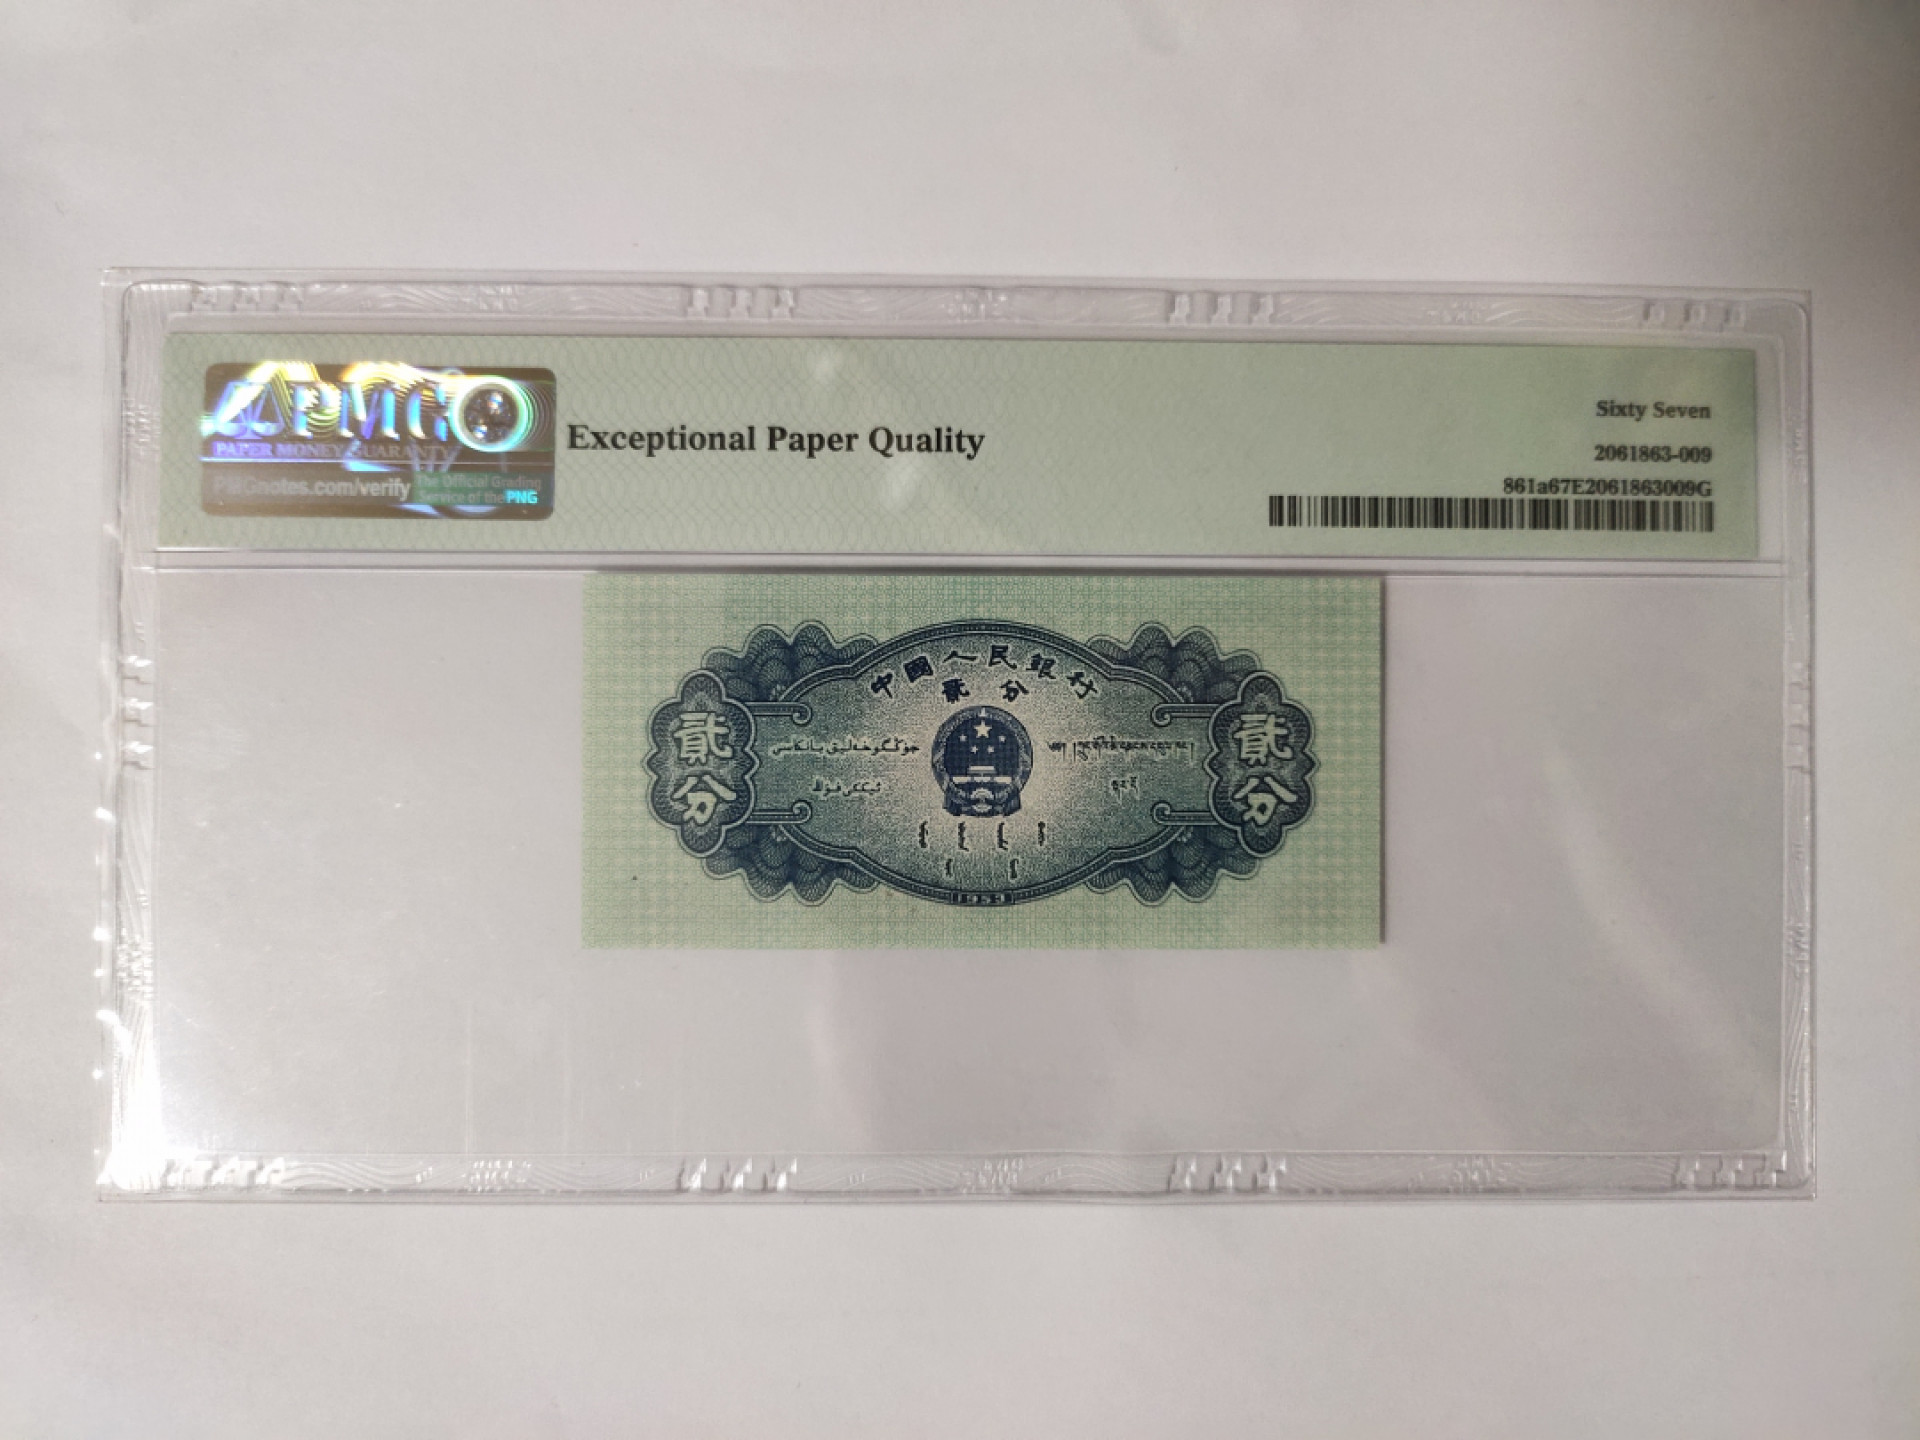 PMG
PAPER MONEY GUARANTY
PMGnotes.com/verify
The Official Grading
Service of the PNG
Exceptional Paper Quality
Sixty Seven
2061863-009
861a67E2061863009G
中國人民銀行
貳分
貳分
貳分
1953